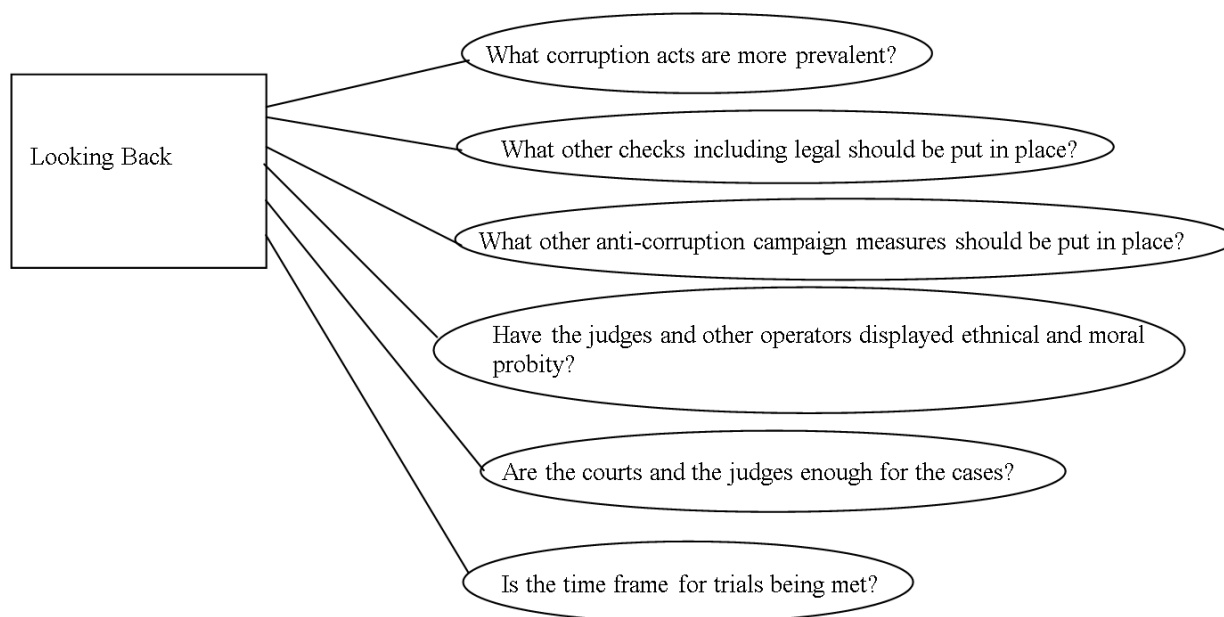 What corruption acts are more prevalent?
Looking Back
What other checks including legal should be put in place?
What other anti-corruption campaign measures should be put in place?
Have the judges and other operators displayed ethnical and moral
probity?
Are the courts and the judges enough for the cases?
Is the time frame for trials being met?